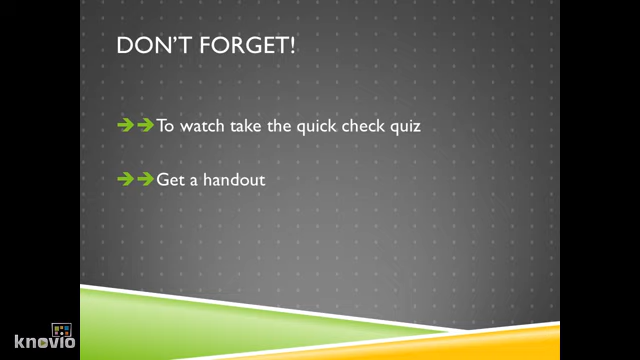 DON'T FORGET!
➔➔To watch take the quick check quiz
➔➔Get a handout
knovio